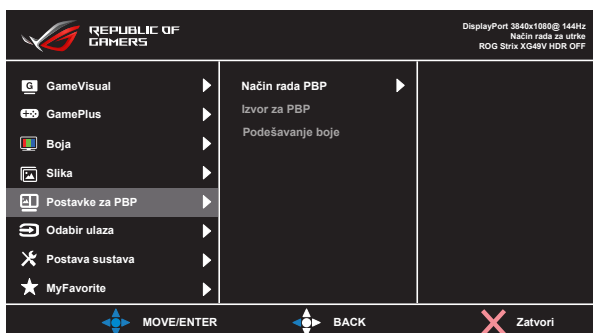 REPUBLIC OF
GAMERS
DisplayPort 3840x1080@ 144Hz
Način rada za utrke
ROG Strix XG49V HDR OFF
G GameVisual
GamePlus
Boja
Slika
Postavke za PBP
Odabir ulaza
Postava sustava
MyFavorite
Način rada PBP
Izvor za PBP
Podešavanje boje
MOVE/ENTER
BACK
Zatvori